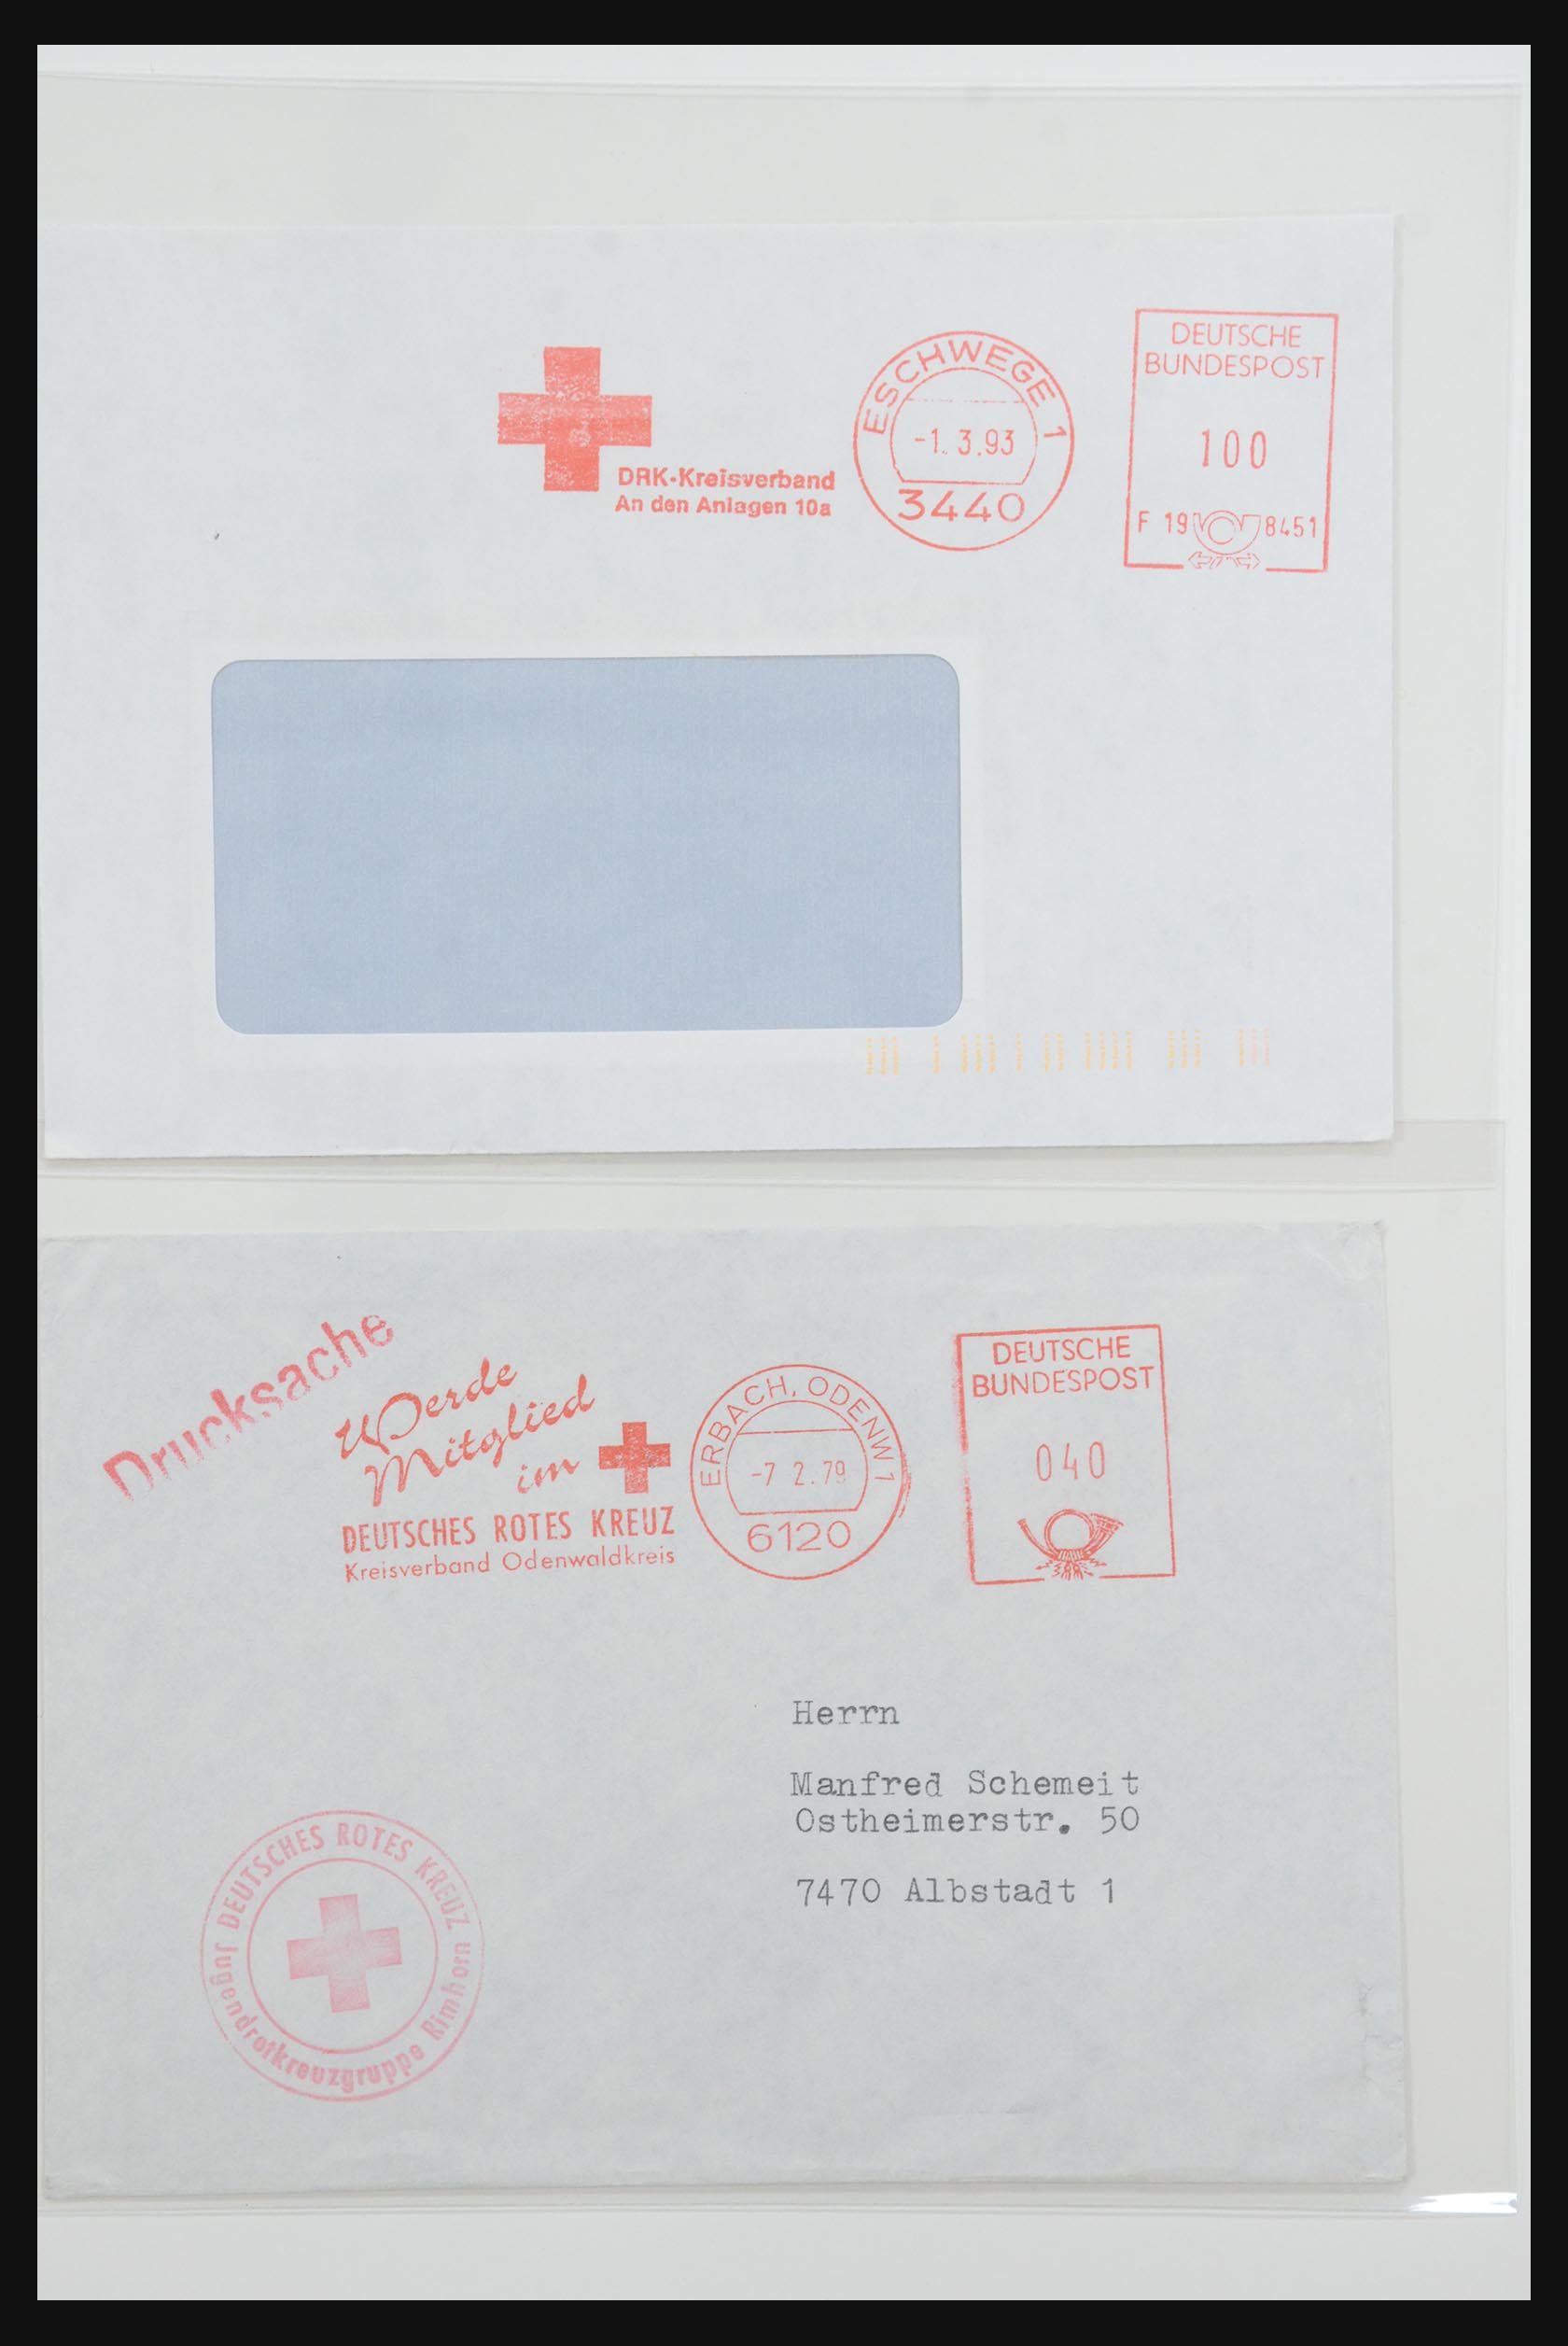 DRK-Kreisverband
An den Anlagen 10a
ESCHWEGE 1
-1. 3.93
3440
DEUTSCHE
BUNDESPOST
100
F 19 8451
Drucksache
Werde
Mitglied
im
DEUTSCHES ROTES KREUZ
Kreisverband Odenwaldkreis
ERBACH, ODENW 1
-7 2.79
6120
DEUTSCHE
BUNDESPOST
040
Herrn
Manfred Schemeit
Ostheimerstr. 50
7470 Albstadt 1
DEUTSCHES ROTES KREUZ
Jugendrotkreuzgruppe Rimhorn